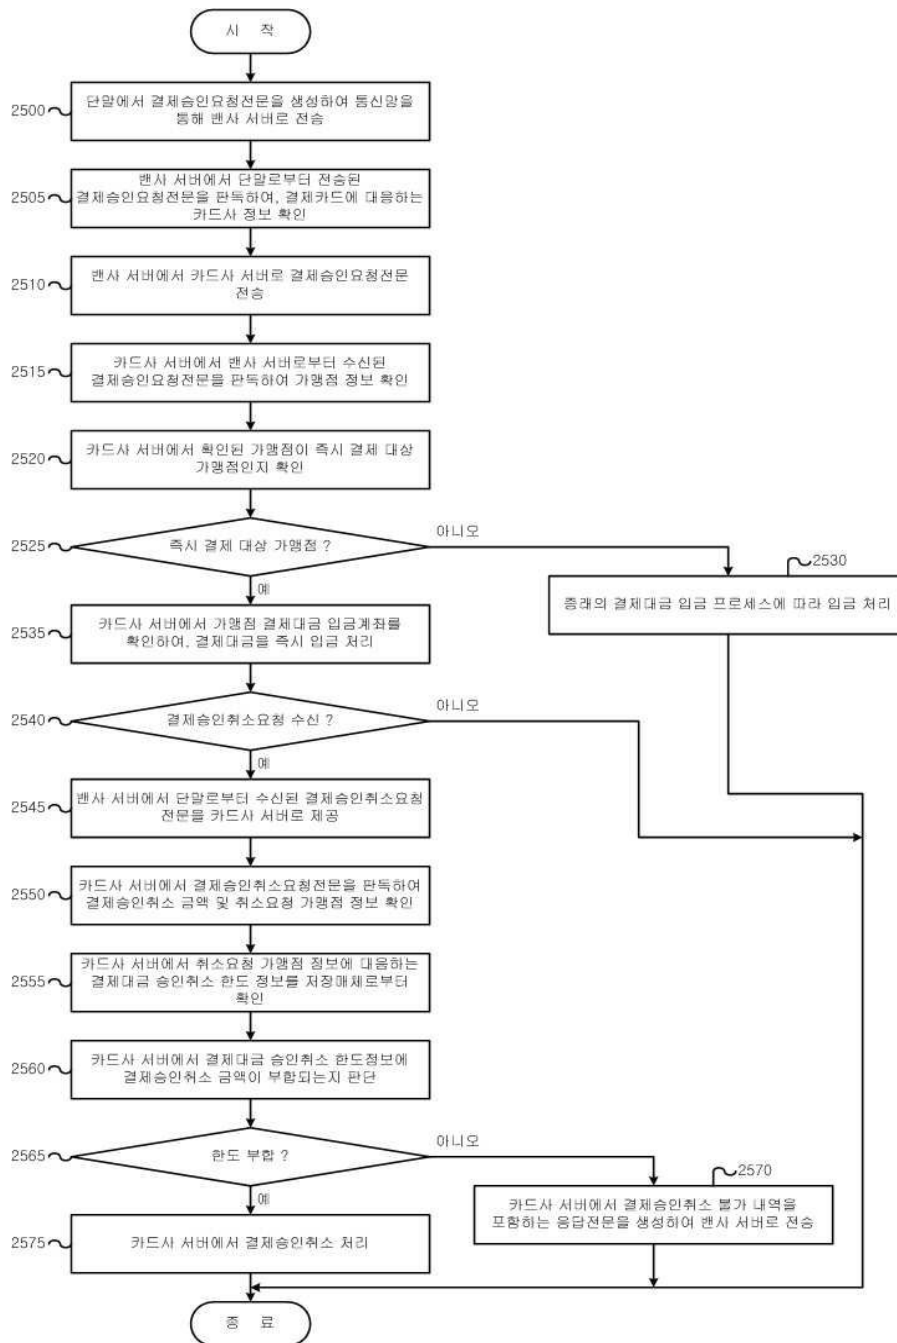 시 작
2500
단말에서 결제승인요청전문을 생성하여 통신망을
통해 밴사 서버로 전송
2505
밴사 서버에서 단말로부터 전송된
결제승인요청전문을 판독하여, 결제카드에 대응하는
카드사 정보 확인
2510
밴사 서버에서 카드사 서버로 결제승인요청전문
전송
2515
카드사 서버에서 밴사 서버로부터 수신된
결제승인요청전문을 판독하여 가맹점 정보 확인
2520
카드사 서버에서 확인된 가맹점이 즉시 결제 대상
가맹점인지 확인
2525
즉시 결제 대상 가맹점 ?
아니오
예
2530
종래의 결제대금 입금 프로세스에 따라 입금 처리
2535
카드사 서버에서 가맹점 결제대금 입금계좌를
확인하여, 결제대금을 즉시 입금 처리
2540
결제승인취소요청 수신 ?
아니오
예
2545
밴사 서버에서 단말로부터 수신된 결제승인취소요청
전문을 카드사 서버로 제공
2550
카드사 서버에서 결제승인취소요청전문을 판독하여
결제승인취소 금액 및 취소요청 가맹점 정보 확인
2555
카드사 서버에서 취소요청 가맹점 정보에 대응하는
결제대금 승인취소 한도 정보를 저장매체로부터
확인
2560
카드사 서버에서 결제대금 승인취소 한도정보에
결제승인취소 금액이 부합되는지 판단
2565
한도 부합 ?
아니오
예
2570
카드사 서버에서 결제승인취소 불가 내역을
포함하는 응답전문을 생성하여 밴사 서버로 전송
2575
카드사 서버에서 결제승인취소 처리
종 료